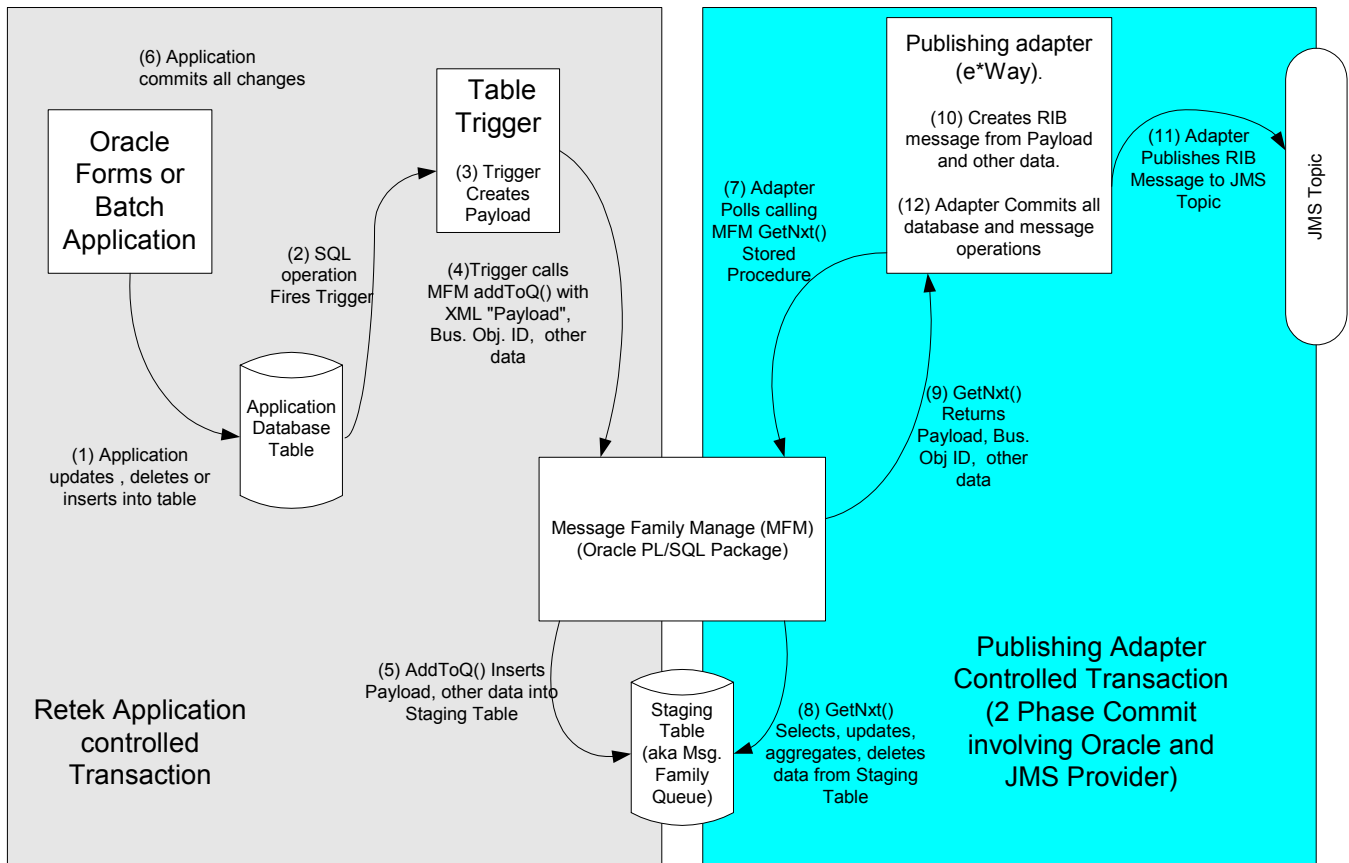 (6) Application
commits all changes
Oracle
Forms or
Batch
Application
Table
Trigger
(3) Trigger
Creates
Payload
(2) SQL
operation
Fires Trigger
(4)Trigger calls
MFM addToQ() with
XML "Payload",
Bus. Obj. ID,  other
data
Application
Database
Table
(1) Application
updates , deletes or
inserts into table
Publishing adapter
(e*Way).
(10) Creates RIB
message from Payload
and other data.
(12) Adapter Commits all
database and message
operations
(7) Adapter
Polls calling
MFM GetNxt()
Stored
Procedure
(11) Adapter
Publishes RIB
Message to JMS
Topic
JMS Topic
(9) GetNxt()
Returns
Payload, Bus.
Obj ID,  other
data
Message Family Manage (MFM)
(Oracle PL/SQL Package)
(5) AddToQ() Inserts
Payload, other data into
Staging Table
Staging
Table
(aka Msg.
Family
Queue)
(8) GetNxt()
Selects, updates,
aggregates, deletes
data from Staging
Table
Retek Application
controlled
Transaction
Publishing Adapter
Controlled Transaction
(2 Phase Commit
involving Oracle and
JMS Provider)